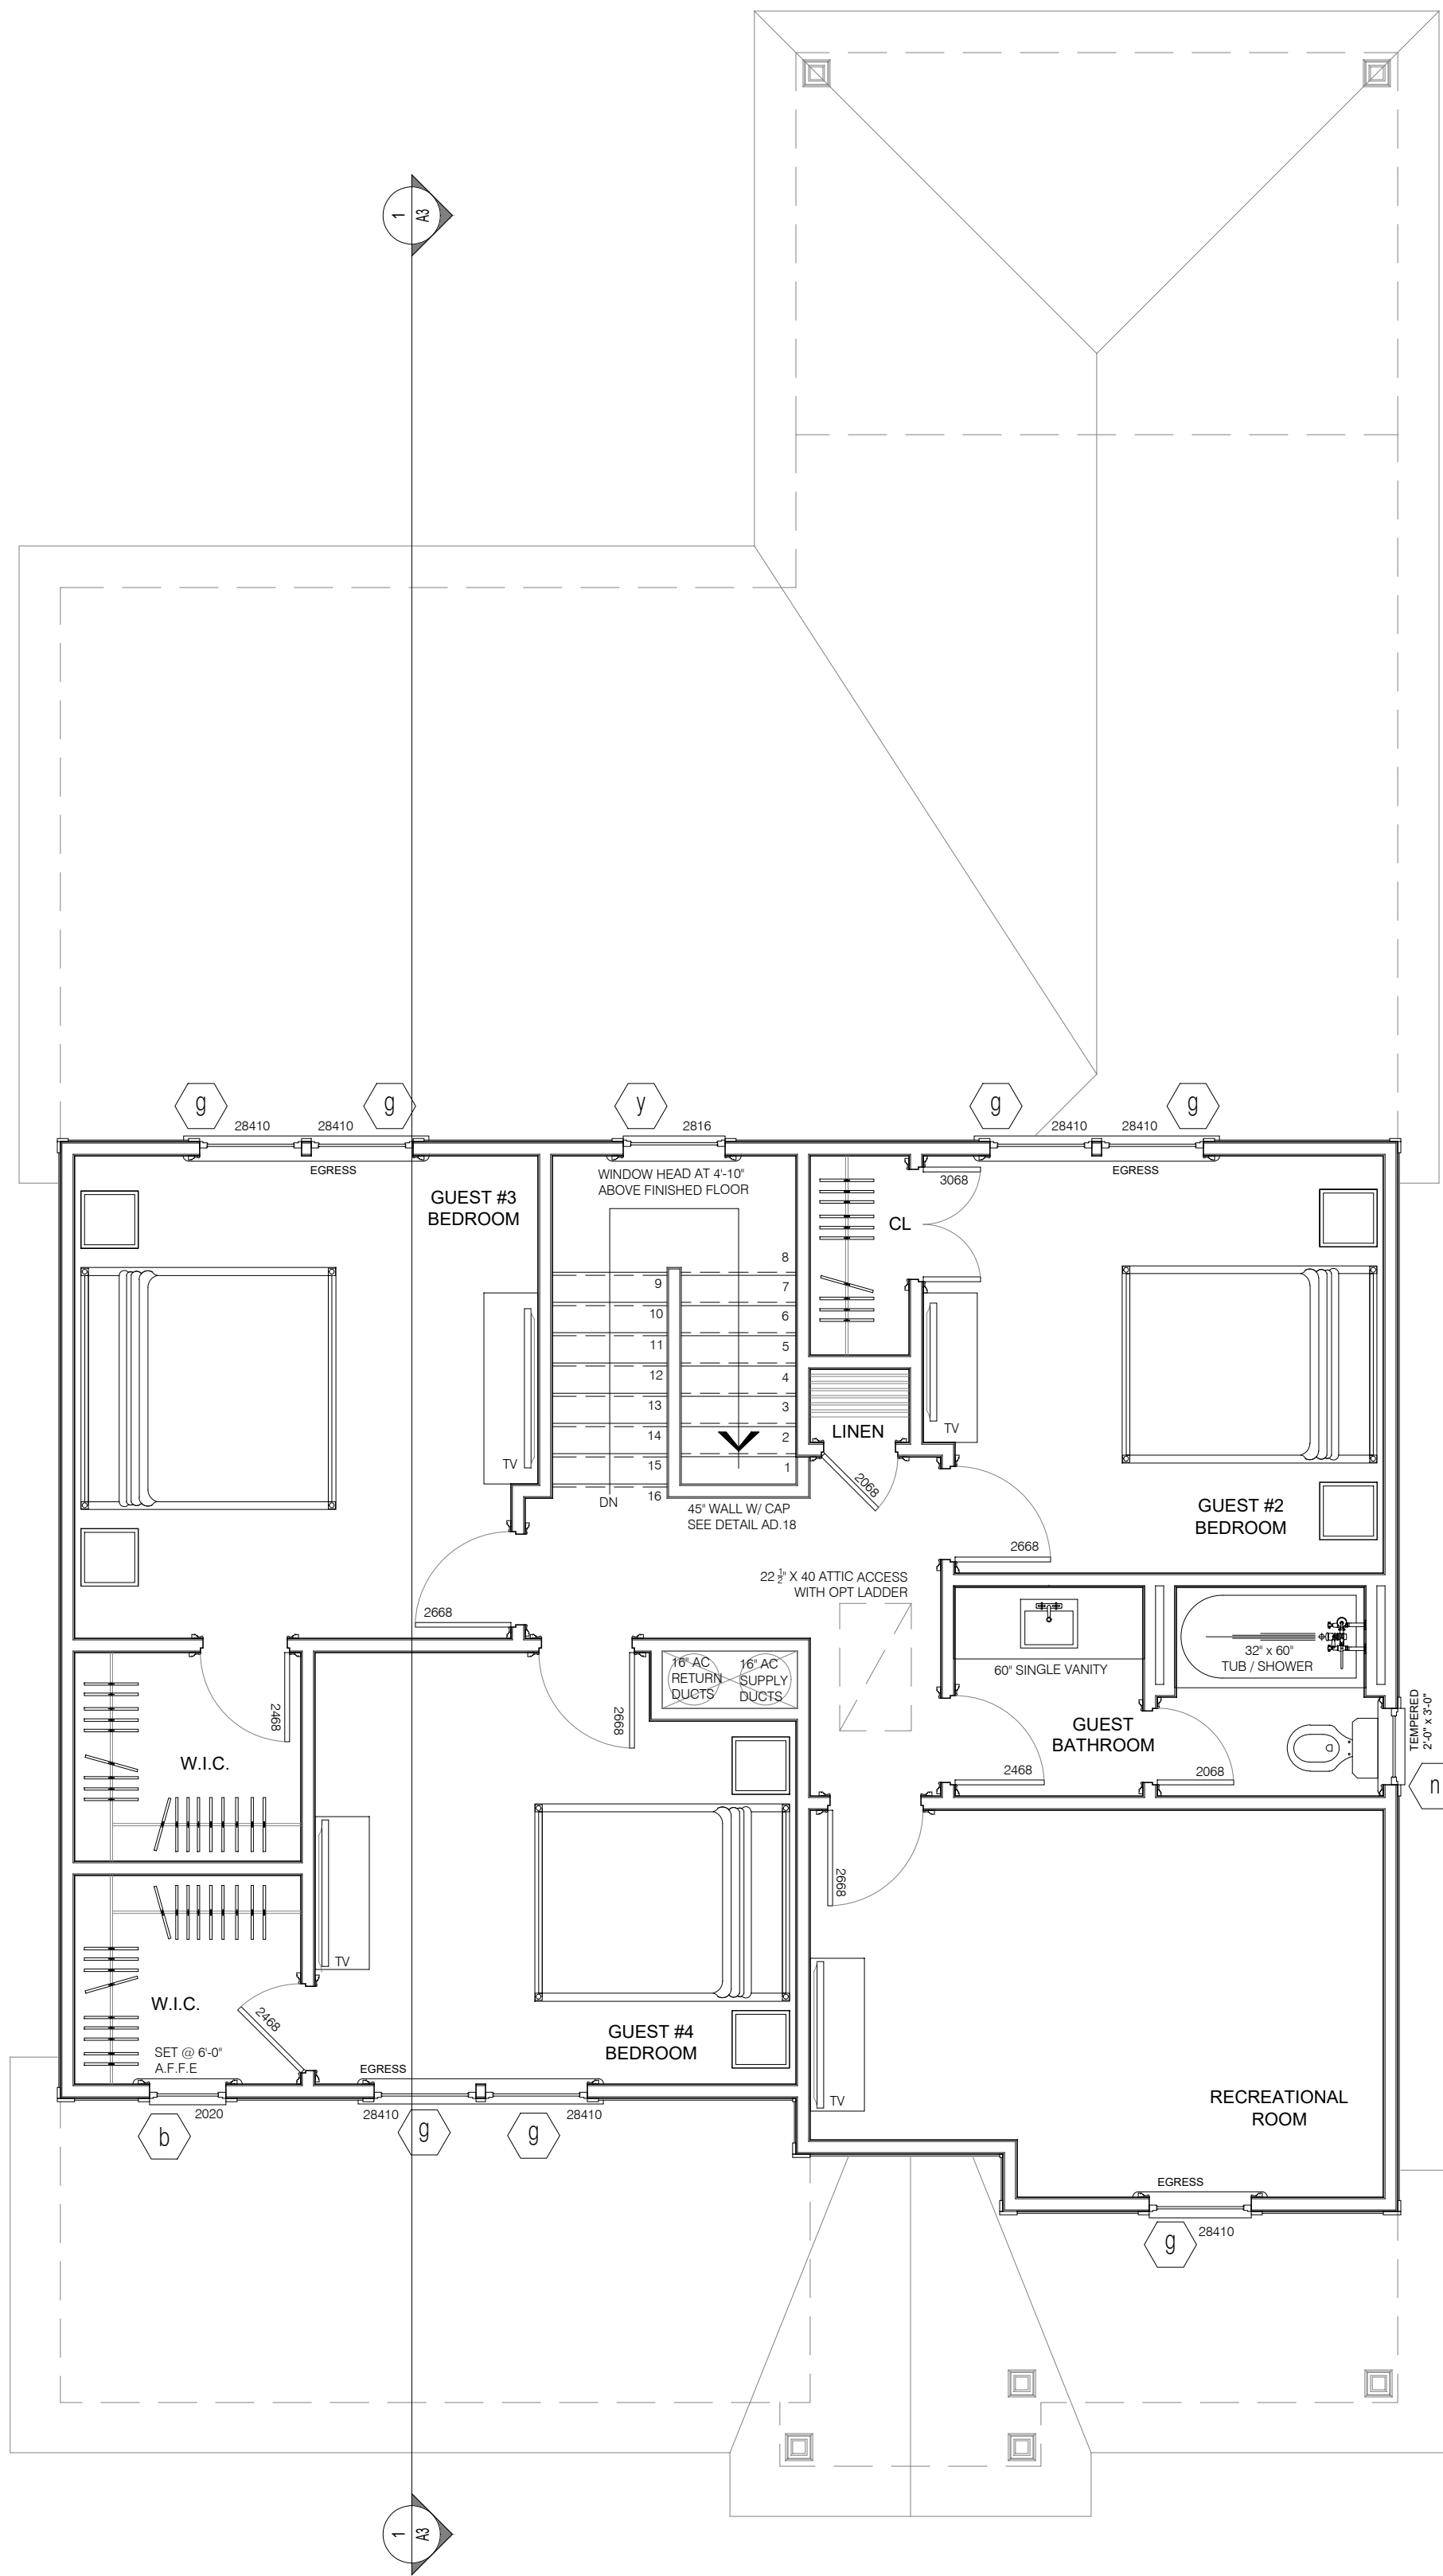 1
A3
g
g
y
g
g
28410
28410
2816
28410
28410
EGRESS
EGRESS
WINDOW HEAD AT 4'-10"
ABOVE FINISHED FLOOR
GUEST #3
BEDROOM
3068
CL
8
9
7
10
6
11
5
12
4
13
3
14
2
15
1
16
DN
TV
LINEN
TV
2068
45" WALL W/ CAP
SEE DETAIL AD.18
GUEST #2
BEDROOM
2668
22 1/2" X 40 ATTIC ACCESS
WITH OPT LADDER
2668
16" AC
RETURN
DUCTS
16" AC
SUPPLY
DUCTS
60" SINGLE VANITY
32" x 60"
TUB / SHOWER
2468
2668
GUEST
BATHROOM
TEMPERED
2'-0" x 3'-0"
n
W.I.C.
2468
2068
2668
TV
W.I.C.
2468
SET @ 6'-0"
A.F.F.E
GUEST #4
BEDROOM
EGRESS
TV
RECREATIONAL
ROOM
2020
28410
28410
b
g
g
EGRESS
28410
g
1
A3